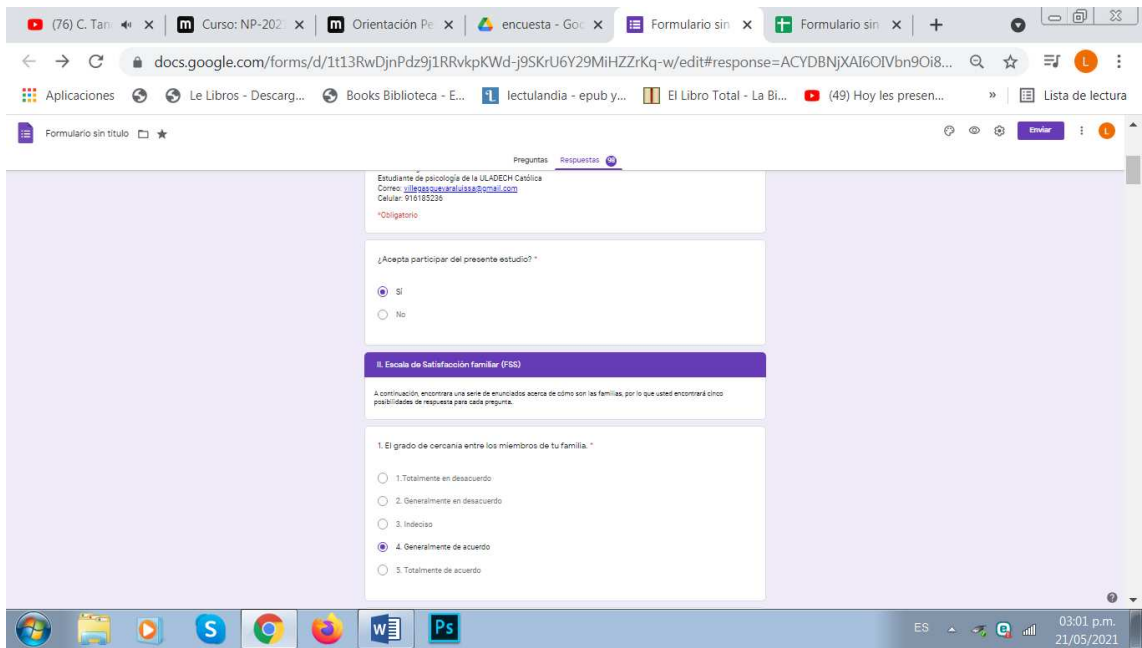 (76) C. Tan
Curso: NP-202
Orientación Pe
encuesta - Goo
Formulario sin
Formulario sin
docs.google.com/forms/d/1t13RwDjnPdz9j1RRvkpKWd-j9SKrU6Y29MiHZZrKq-w/edit#response=ACYDBNjXAI6OIVbn9Oi8...
L
Aplicaciones
Le Libros - Descarg...
Books Biblioteca - E...
lectulandia - epub y...
El Libro Total - La Bi...
(49) Hoy les presen...
»
Lista de lectura
Formulario sin título
Enviar
L
Preguntas Respuestas 98
Estudiante de psicología de la ULADECH Católica
Correo: villegasguevaraluissa@gmail.com
Celular: 916185236
*Obligatorio
¿Acepta participar del presente estudio? *
Sí
No
II. Escala de Satisfacción familiar (FSS)
A continuación, encontrara una serie de enunciados acerca de cómo son las familias, por lo que usted encontrará cinco
posibilidades de respuesta para cada pregunta.
1. El grado de cercania entre los miembros de tu familia. *
1.Totalmente en desacuerdo
2. Generalmente en desacuerdo
3. Indeciso
4. Generalmente de acuerdo
5. Totalmente de acuerdo
ES
03:01 p.m.
21/05/2021